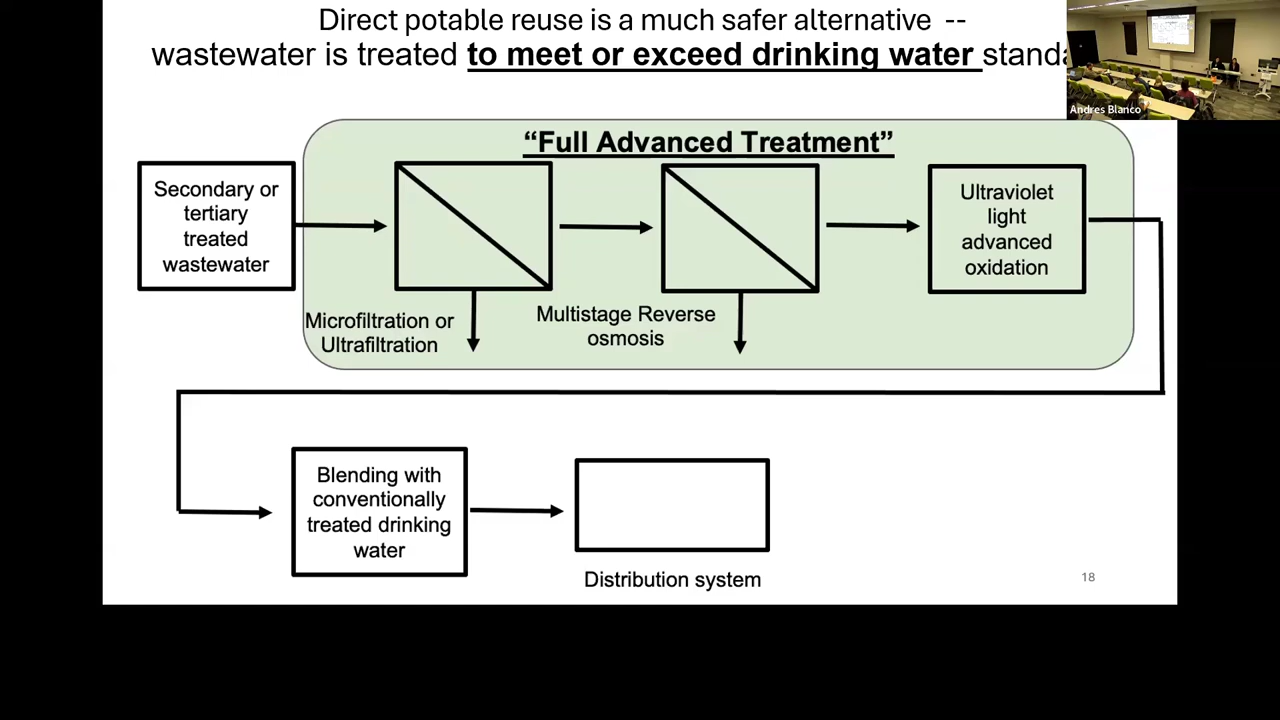 Direct potable reuse is a much safer alternative --
wastewater is treated to meet or exceed drinking water
Andres Blanco
“Full Advanced Treatment”
Secondary or
tertiary
treated
wastewater
Ultraviolet
light
advanced
oxidation
Microfiltration or
Ultrafiltration
Multistage Reverse
osmosis
Blending with
conventionally
treated drinking
water
Distribution system
18